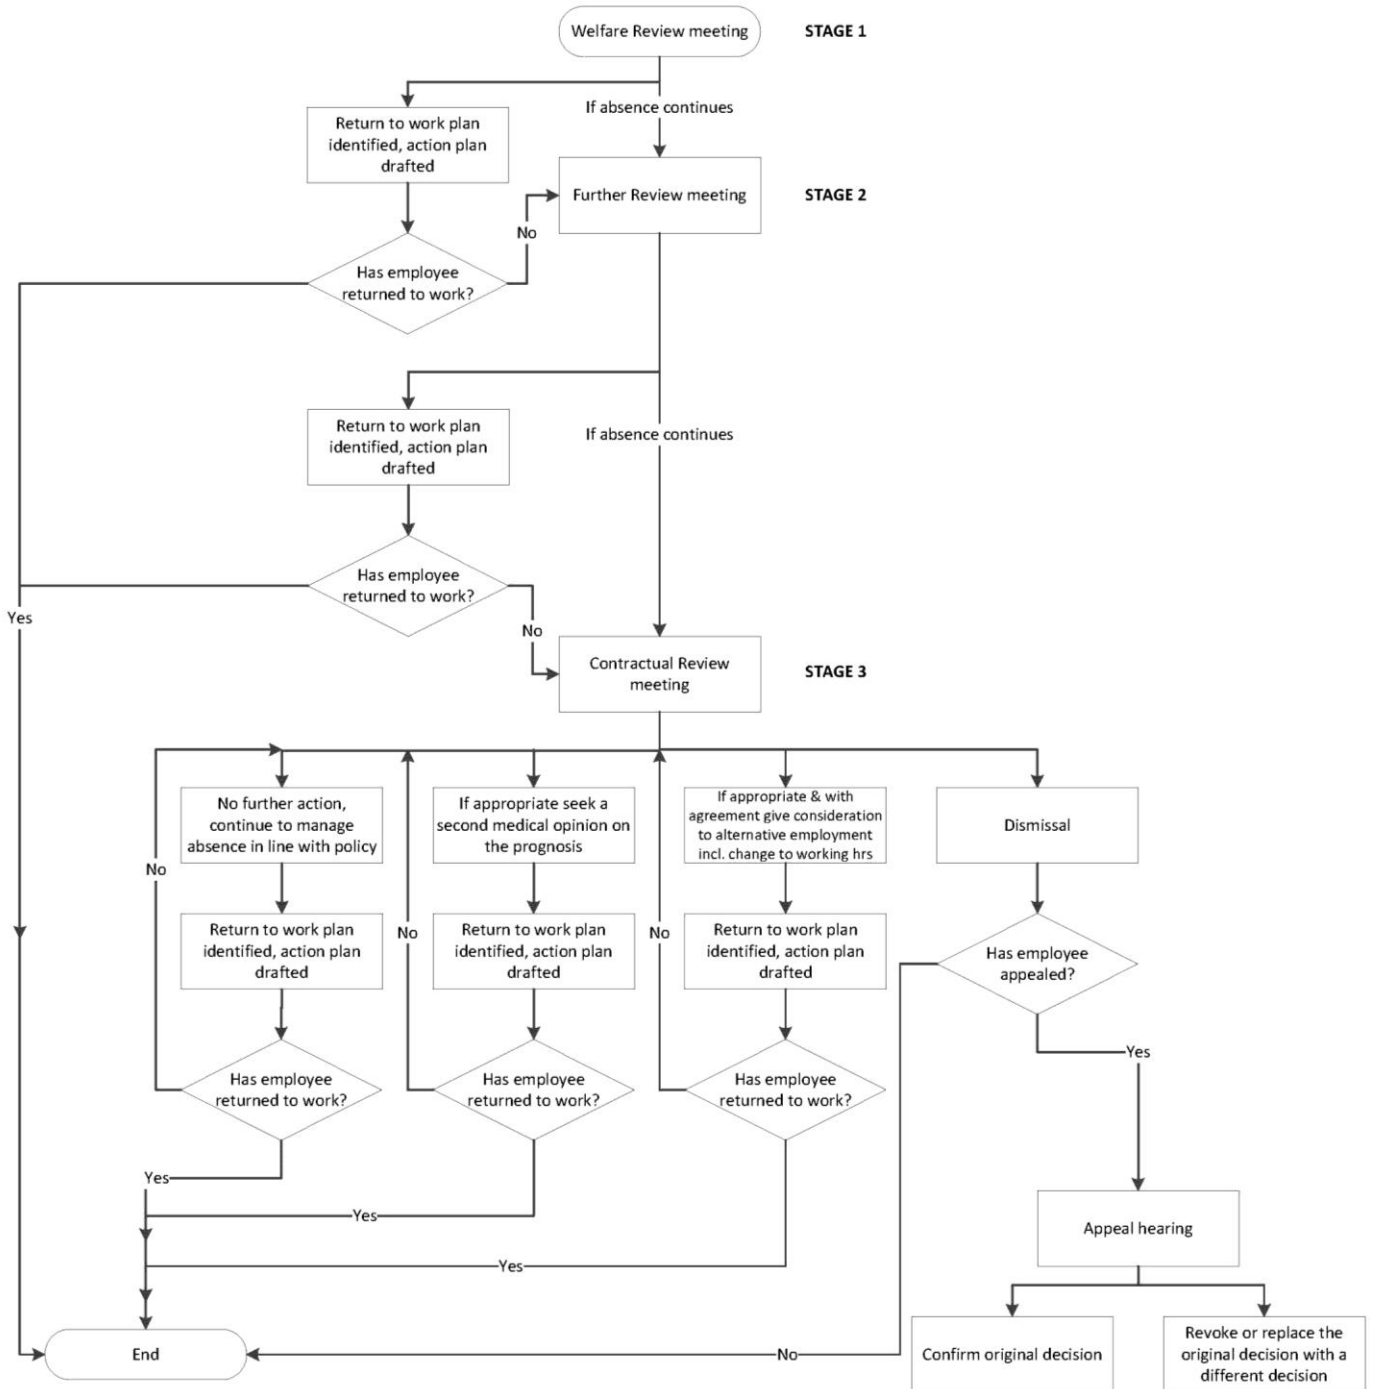 Welfare Review meeting
STAGE 1
If absence continues
Return to work plan
identified, action plan
drafted
Further Review meeting
STAGE 2
No
Has employee
returned to work?
Return to work plan
identified, action plan
drafted
If absence continues
Has employee
returned to work?
Yes
No
Contractual Review
meeting
STAGE 3
No further action,
continue to manage
absence in line with policy
If appropriate seek a
second medical opinion on
the prognosis
If appropriate & with
agreement give consideration
to alternative employment
incl. change to working hrs
Dismissal
No
No
No
Return to work plan
identified, action plan
drafted
Return to work plan
identified, action plan
drafted
Return to work plan
identified, action plan
drafted
Has employee
appealed?
Yes
Has employee
returned to work?
Has employee
returned to work?
Has employee
returned to work?
Yes
Yes
Yes
Appeal hearing
End
No
Confirm original decision
Revoke or replace the
original decision with a
different decision